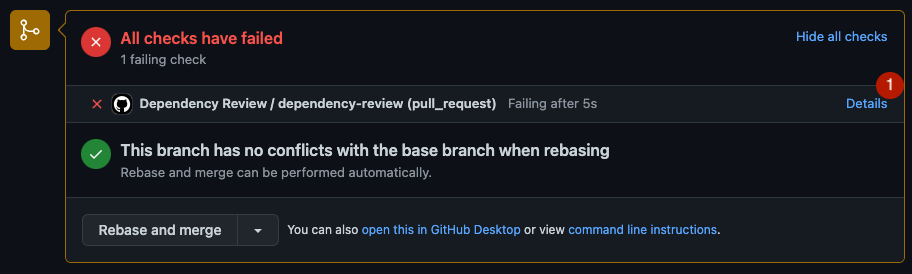 All checks have failed
Hide all checks
1 failing check
1
Dependency Review / dependency-review (pull_request) Failing after 5s
Details
This branch has no conflicts with the base branch when rebasing
Rebase and merge can be performed automatically.
Rebase and merge
You can also open this in GitHub Desktop or view command line instructions.